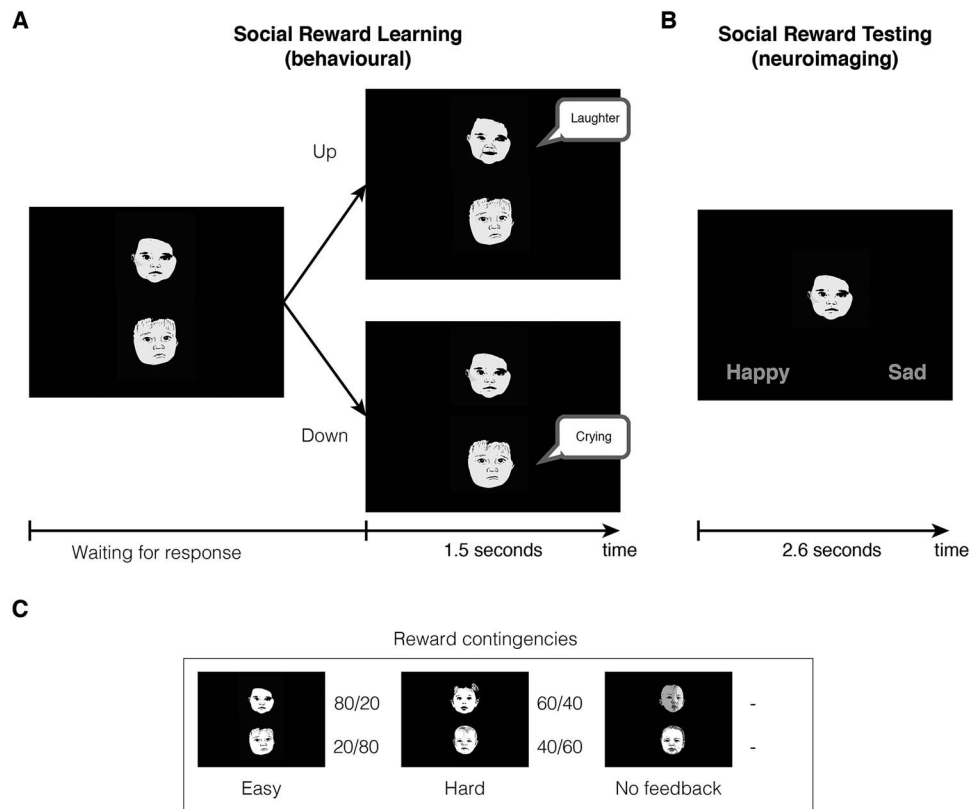 A
Social Reward Learning
(behavioural)
Up
Laughter
Down
Crying
Waiting for response
1.5 seconds
time
B
Social Reward Testing
(neuroimaging)
Happy
Sad
2.6 seconds
time
C
Reward contingencies
80/20
20/80
Easy
60/40
40/60
Hard
-
-
No feedback